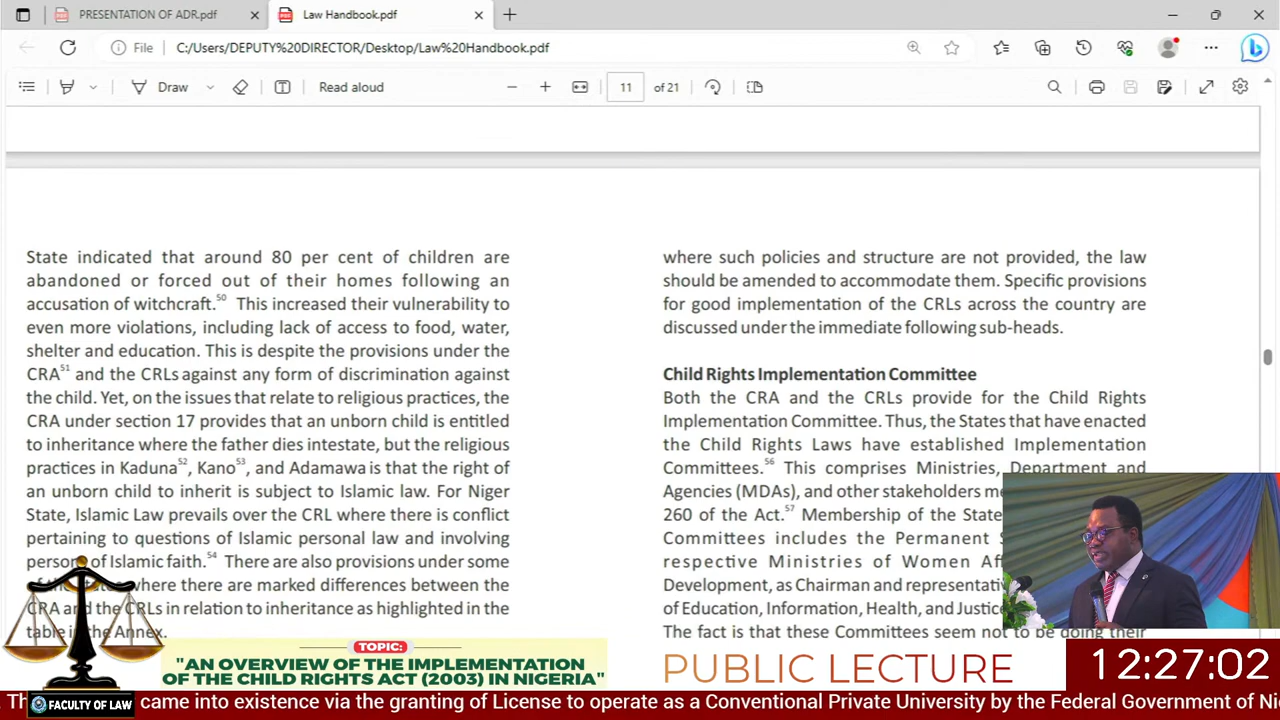 PRESENTATION OF ADR.pdf
Law Handbook.pdf
File
C:/Users/DEPUTY%20DIRECTOR/Desktop/Law%20Handbook.pdf
Draw
Read aloud
11
of 21
State indicated that around 80 per cent of children are
abandoned or forced out of their homes following an
accusation of witchcraft.50 This increased their vulnerability to
even more violations, including lack of access to food, water,
shelter and education. This is despite the provisions under the
CRA51 and the CRLs against any form of discrimination against
the child. Yet, on the issues that relate to religious practices, the
CRA under section 17 provides that an unborn child is entitled
to inheritance where the father dies intestate, but the religious
practices in Kaduna52, Kano53, and Adamawa is that the right of
an unborn child to inherit is subject to Islamic law. For Niger
State, Islamic Law prevails over the CRL where there is conflict
pertaining to questions of Islamic personal law and involving
persons of Islamic faith.54 There are also provisions under some
where there are marked differences between the
CRA and the CRLs in relation to inheritance as highlighted in the
table in the Annex.
where such policies and structure are not provided, the law
should be amended to accommodate them. Specific provisions
for good implementation of the CRLs across the country are
discussed under the immediate following sub-heads.
Child Rights Implementation Committee
Both the CRA and the CRLs provide for the Child Rights
Implementation Committee. Thus, the States that have enacted
the Child Rights Laws have established Implementation
Committees.56 This comprises Ministries, Department and
Agencies (MDAs), and other stakeholders
260 of the Act.57 Membership of the State
Committees includes the Permanent
respective Ministries of Women
Development, as Chairman and
of Education, Information, Health, and Justice
The fact is that these Committees seem not to be doing their
TOPIC:
"AN OVERVIEW OF THE IMPLEMENTATION
OF THE CHILD RIGHTS ACT (2003) IN NIGERIA"
PUBLIC LECTURE
12:27:02
FACULTY OF LAW
came into existence via the granting of License to operate as a Conventional Private University by the Federal Government of